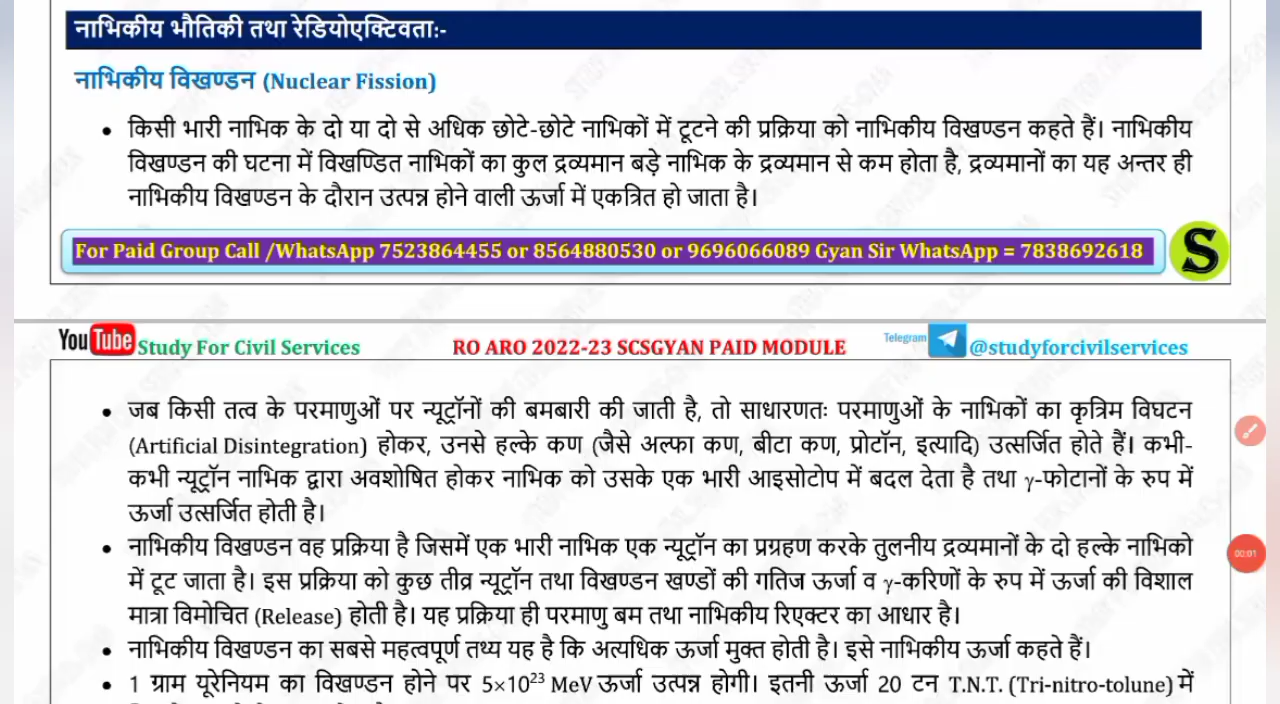 नाभिकीय भौतिकी तथा रेडियोएक्टिवताः-
नाभिकीय विखण्डन (Nuclear Fission)
• किसी भारी नाभिक के दो या दो से अधिक छोटे-छोटे नाभिकों में टूटने की प्रक्रिया को नाभिकीय विखण्डन कहते हैं। नाभिकीय
विखण्डन की घटना में विखण्डित नाभिकों का कुल द्रव्यमान बड़े नाभिक के द्रव्यमान से कम होता है, द्रव्यमानों का यह अन्तर ही
नाभिकीय विखण्डन के दौरान उत्पन्न होने वाली ऊर्जा में एकत्रित हो जाता है।
For Paid Group Call /WhatsApp 7523864455 or 8564880530 or 9696066089 Gyan Sir WhatsApp = 7838692618
S
YouTube Study For Civil Services RO ARO 2022-23 SCSGYAN PAID MODULE Telegram @studyforcivilservices
• जब किसी तत्व के परमाणुओं पर न्यूट्रॉनों की बमबारी की जाती है, तो साधारणतः परमाणुओं के नाभिकों का कृत्रिम विघटन
(Artificial Disintegration) होकर, उनसे हल्के कण (जैसे अल्फा कण, बीटा कण, प्रोटॉन, इत्यादि) उत्सर्जित होते हैं। कभी-
कभी न्यूट्रॉन नाभिक द्वारा अवशोषित होकर नाभिक को उसके एक भारी आइसोटोप में बदल देता है तथा γ-फोटानों के रुप में
ऊर्जा उत्सर्जित होती है।
• नाभिकीय विखण्डन वह प्रक्रिया है जिसमें एक भारी नाभिक एक न्यूट्रॉन का प्रग्रहण करके तुलनीय द्रव्यमानों के दो हल्के नाभिको
में टूट जाता है। इस प्रक्रिया को कुछ तीव्र न्यूट्रॉन तथा विखण्डन खण्डों की गतिज ऊर्जा व γ-करिणों के रुप में ऊर्जा की विशाल
मात्रा विमोचित (Release) होती है। यह प्रक्रिया ही परमाणु बम तथा नाभिकीय रिएक्टर का आधार है।
• नाभिकीय विखण्डन का सबसे महत्वपूर्ण तथ्य यह है कि अत्यधिक ऊर्जा मुक्त होती है। इसे नाभिकीय ऊर्जा कहते हैं।
• 1 ग्राम यूरेनियम का विखण्डन होने पर 5×10²³ MeV ऊर्जा उत्पन्न होगी। इतनी ऊर्जा 20 टन T.N.T. (Tri-nitro-tolune) में
00:01